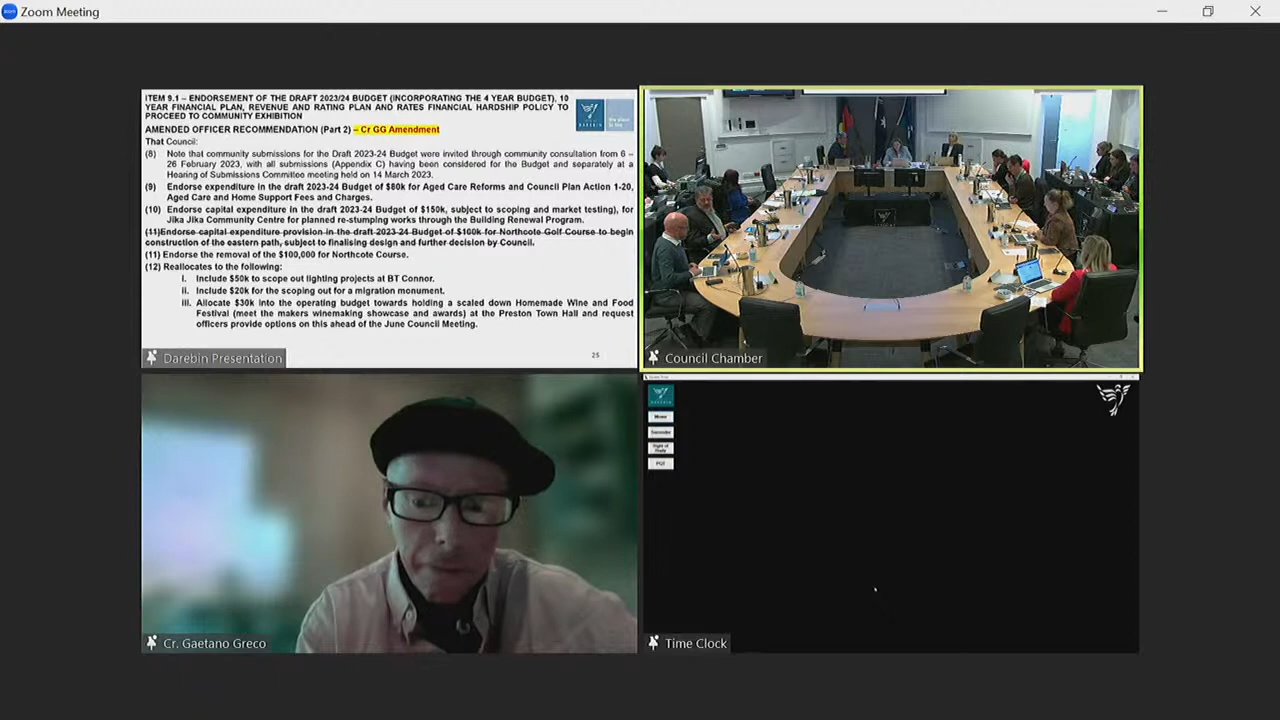 Zoom Meeting
ITEM 9.1 – ENDORSEMENT OF THE DRAFT 2023/24 BUDGET (INCORPORATING THE 4 YEAR BUDGET), 10
YEAR FINANCIAL PLAN, REVENUE AND RATING PLAN AND RATES FINANCIAL HARDSHIP POLICY TO
PROCEED TO COMMUNITY EXHIBITION
AMENDED OFFICER RECOMMENDATION (Part 2) – Cr GG Amendment
That Council:
(8) Note that community submissions for the Draft 2023-24 Budget were invited through community consultation from 6 –
26 February 2023, with all submissions (Appendix C) having been considered for the Budget and separately at a
Hearing of Submissions Committee meeting held on 14 March 2023.
(9) Endorse expenditure in the draft 2023-24 Budget of $80k for Aged Care Reforms and Council Plan Action 1-20,
Aged Care and Home Support Fees and Charges.
(10) Endorse capital expenditure in the draft 2023-24 Budget of $150k, subject to scoping and market testing), for
Jika Jika Community Centre for planned re-stumping works through the Building Renewal Program.
(11)Endorse capital expenditure provision in the draft 2023-24 Budget of $100k for Northcote Golf Course to begin
construction of the eastern path, subject to finalising design and further decision by Council.
(11) Endorse the removal of the $100,000 for Northcote Course.
(12) Reallocates to the following:
i. Include $50k to scope out lighting projects at BT Connor.
ii. Include $20k for the scoping out for a migration monument.
iii. Allocate $30k into the operating budget towards holding a scaled down Homemade Wine and Food
Festival (meet the makers winemaking showcase and awards) at the Preston Town Hall and request
officers provide options on this ahead of the June Council Meeting.
25
Darebin Presentation
Council Chamber
Cr. Gaetano Greco
Move
Surrender
Right of
Reply
Time Clock